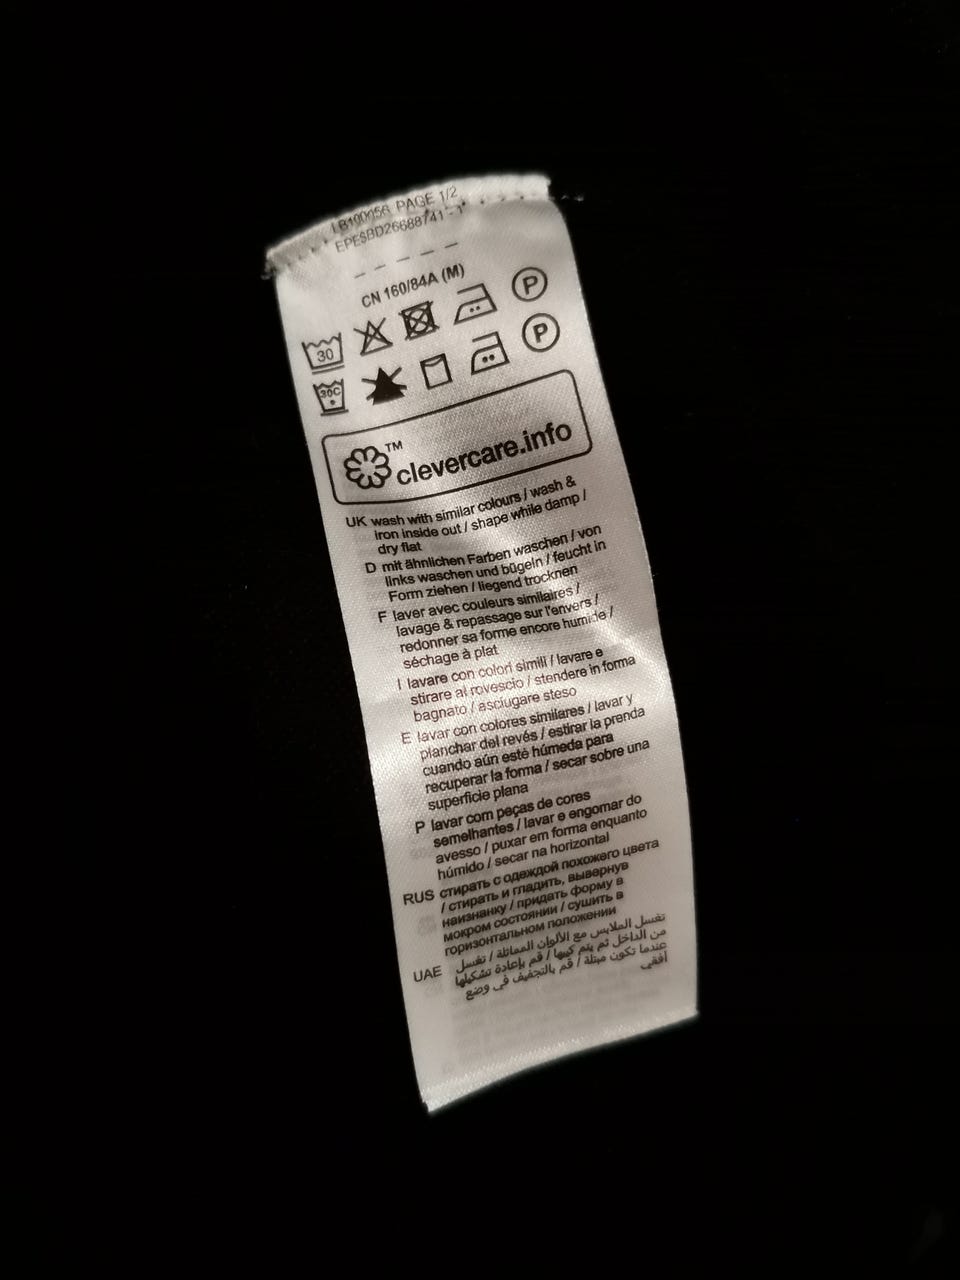 LB100656 PAGE 1/2
EPESBD26688741 - 1
CN 160/84A (M)
30 P
30C P
™
clevercare.info
UK wash with similar colours / wash &
iron inside out / shape while damp /
dry flat
D mit ähnlichen Farben waschen / von
links waschen und bügeln / feucht in
Form ziehen / liegend trocknen
F laver avec couleurs similaires /
lavage & repassage sur l'envers /
redonner sa forme encore humide /
séchage à plat
I lavare con colori simili / lavare e
stirare al rovescio / stendere in forma
bagnato / asciugare steso
E lavar con colores similares / lavar y
planchar del revés / estirar la prenda
cuando aún esté húmeda para
recuperar la forma / secar sobre una
superficie plana
P lavar com peças de cores
semelhantes / lavar e engomar do
avesso / puxar em forma enquanto
húmido / secar na horizontal
RUS стирать с одеждой похожего цвета
/ стирать и гладить, вывернув
наизнанку / придать форму в
мокром состоянии / сушить в
горизонтальном положении
UAE تغسل الملابس مع الألوان المماثلة / تغسل
من الداخل ثم يتم كيها / قم بإعادة تشكيلها
عندما تكون مبتلة / قم بالتجفيف في وضع
أفقي